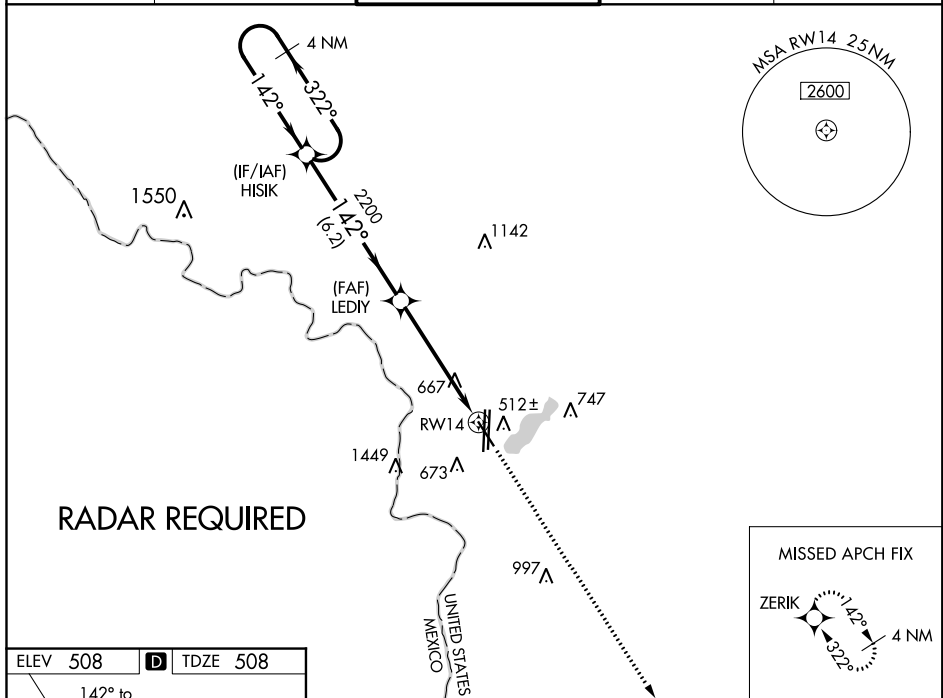 4 NM
142°
322°
(IF/IAF)
HISIK
MSA RW14 25NM
2600
1550
2200
142°
(6.2)
1142
(FAF)
LEDIY
667
512±
747
RW14
1449
673
RADAR REQUIRED
997
UNITED STATES
MEXICO
MISSED APCH FIX
ZERIK
142°
322°
4 NM
ELEV 508 D TDZE 508
142° to